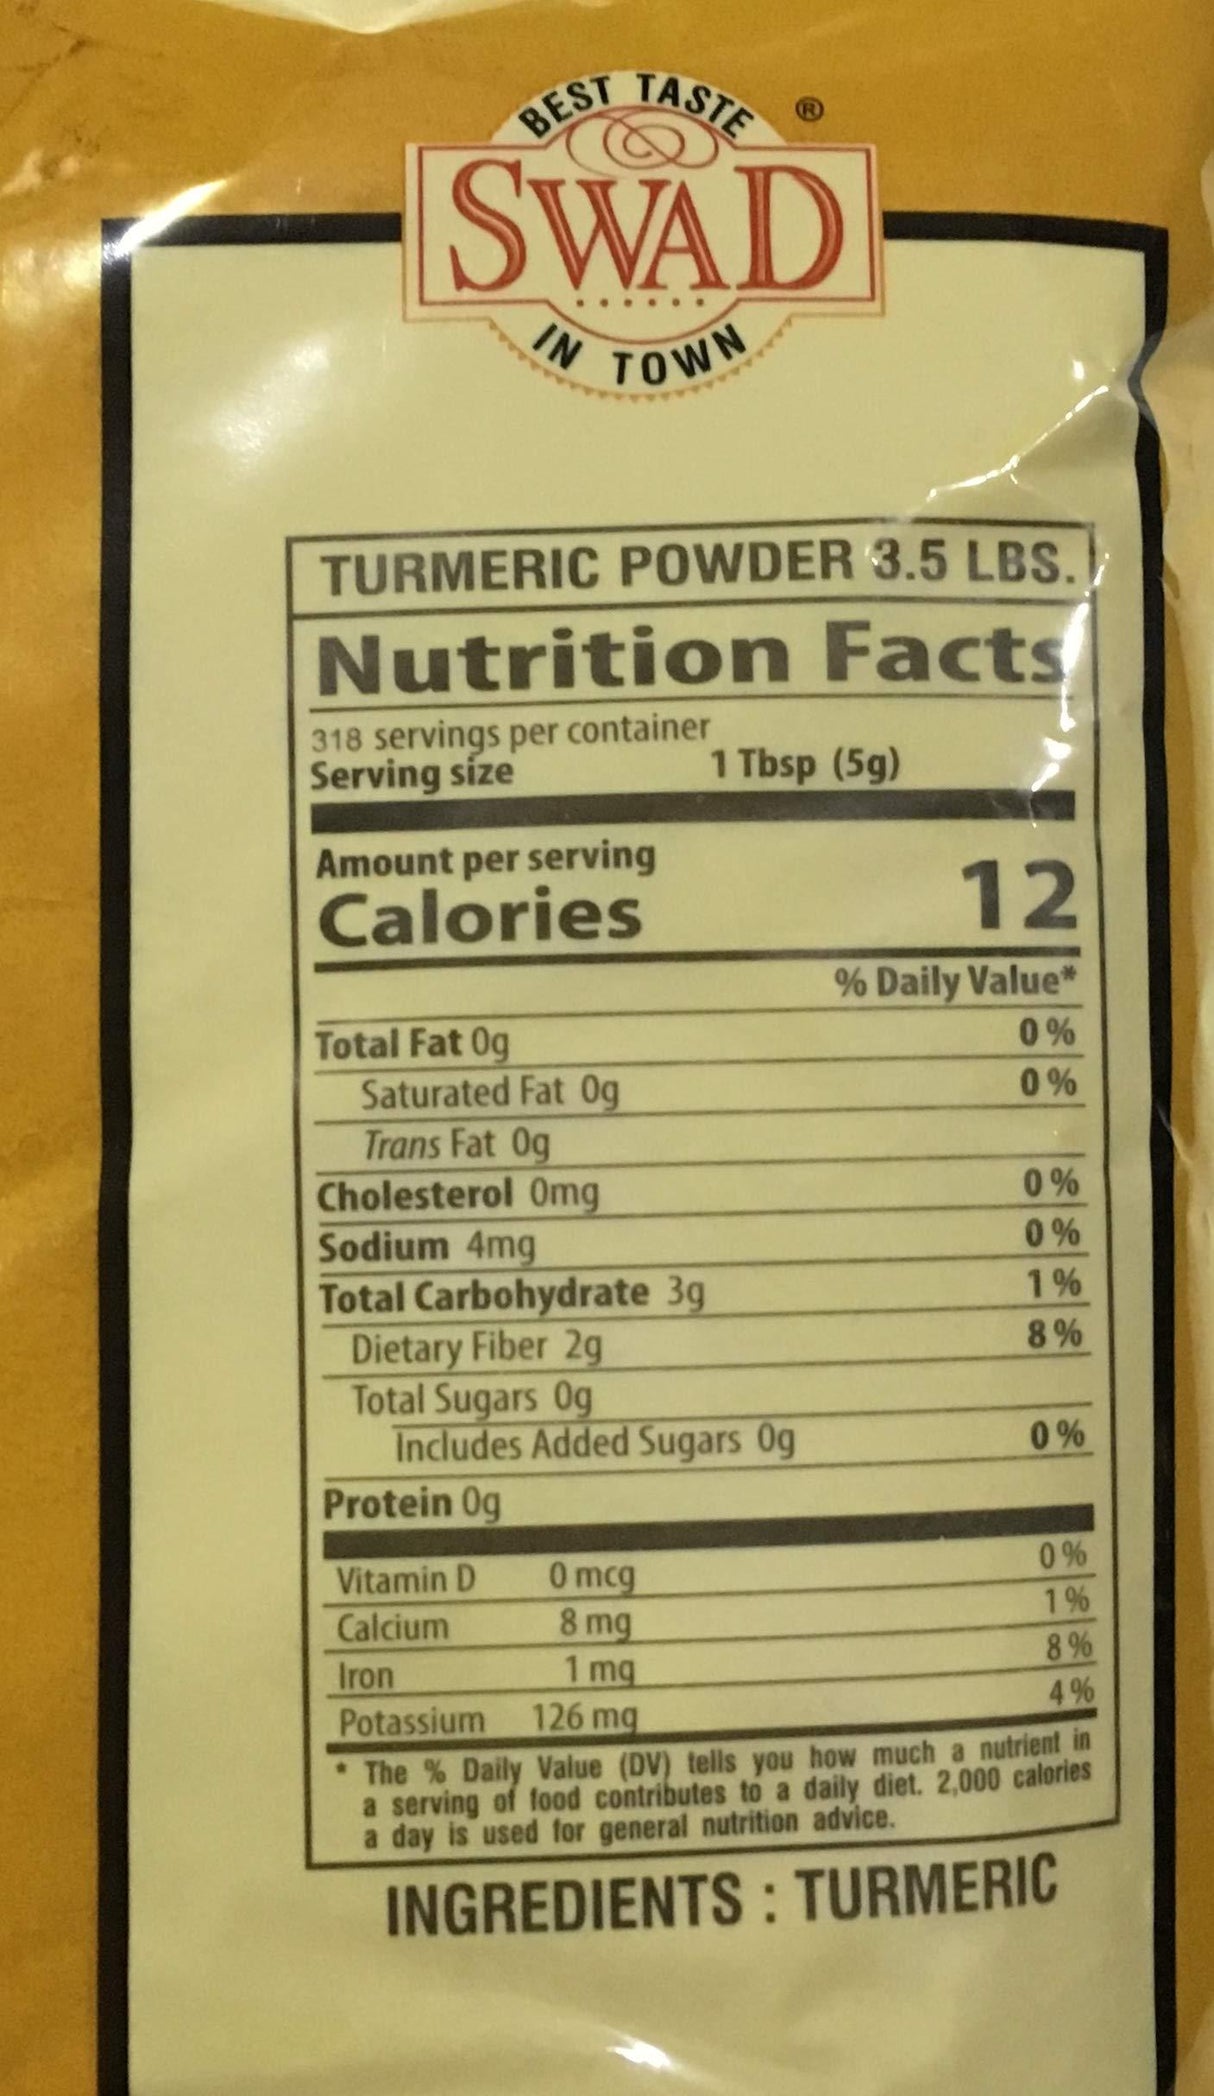 BEST TASTE ®
SWAD
IN TOWN
TURMERIC POWDER 3.5 LBS.
Nutrition Facts
318 servings per container
Serving size 1 Tbsp (5g)
Amount per serving
Calories 12
% Daily Value*
Total Fat 0g 0%
Saturated Fat 0g 0%
Trans Fat 0g
Cholesterol 0mg 0%
Sodium 4mg 0%
Total Carbohydrate 3g 1%
Dietary Fiber 2g 8%
Total Sugars 0g
Includes Added Sugars 0g 0%
Protein 0g
Vitamin D 0 mcg 0%
Calcium 8 mg 1%
Iron 1 mg 8%
Potassium 126 mg 4%
* The % Daily Value (DV) tells you how much a nutrient in
a serving of food contributes to a daily diet. 2,000 calories
a day is used for general nutrition advice.
INGREDIENTS : TURMERIC